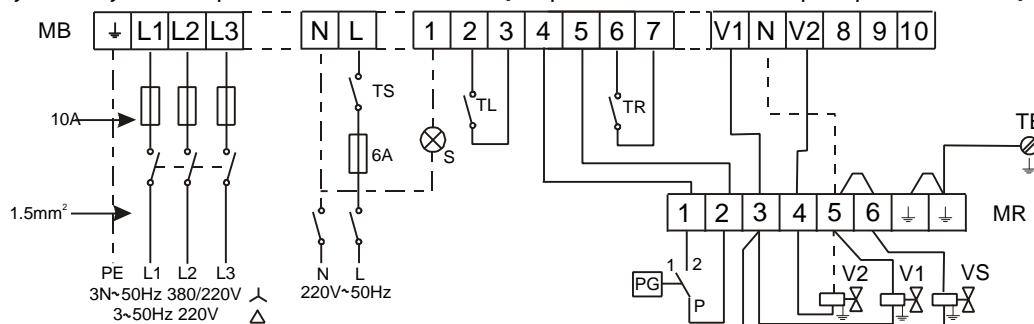 MB ⏚ L1 L2 L3 N L 1 2 3 4 5 6 7 V1 N V2 8 9 10
TS TL TR
10A TB
6A S
1 2 3 4 5 6 ⏚ ⏚ MR
1.5mm²
PE L1 L2 L3 N L 1 2 V2 V1 VS
3N~50Hz 380/220V 220V~50Hz PG
3~50Hz 220V P